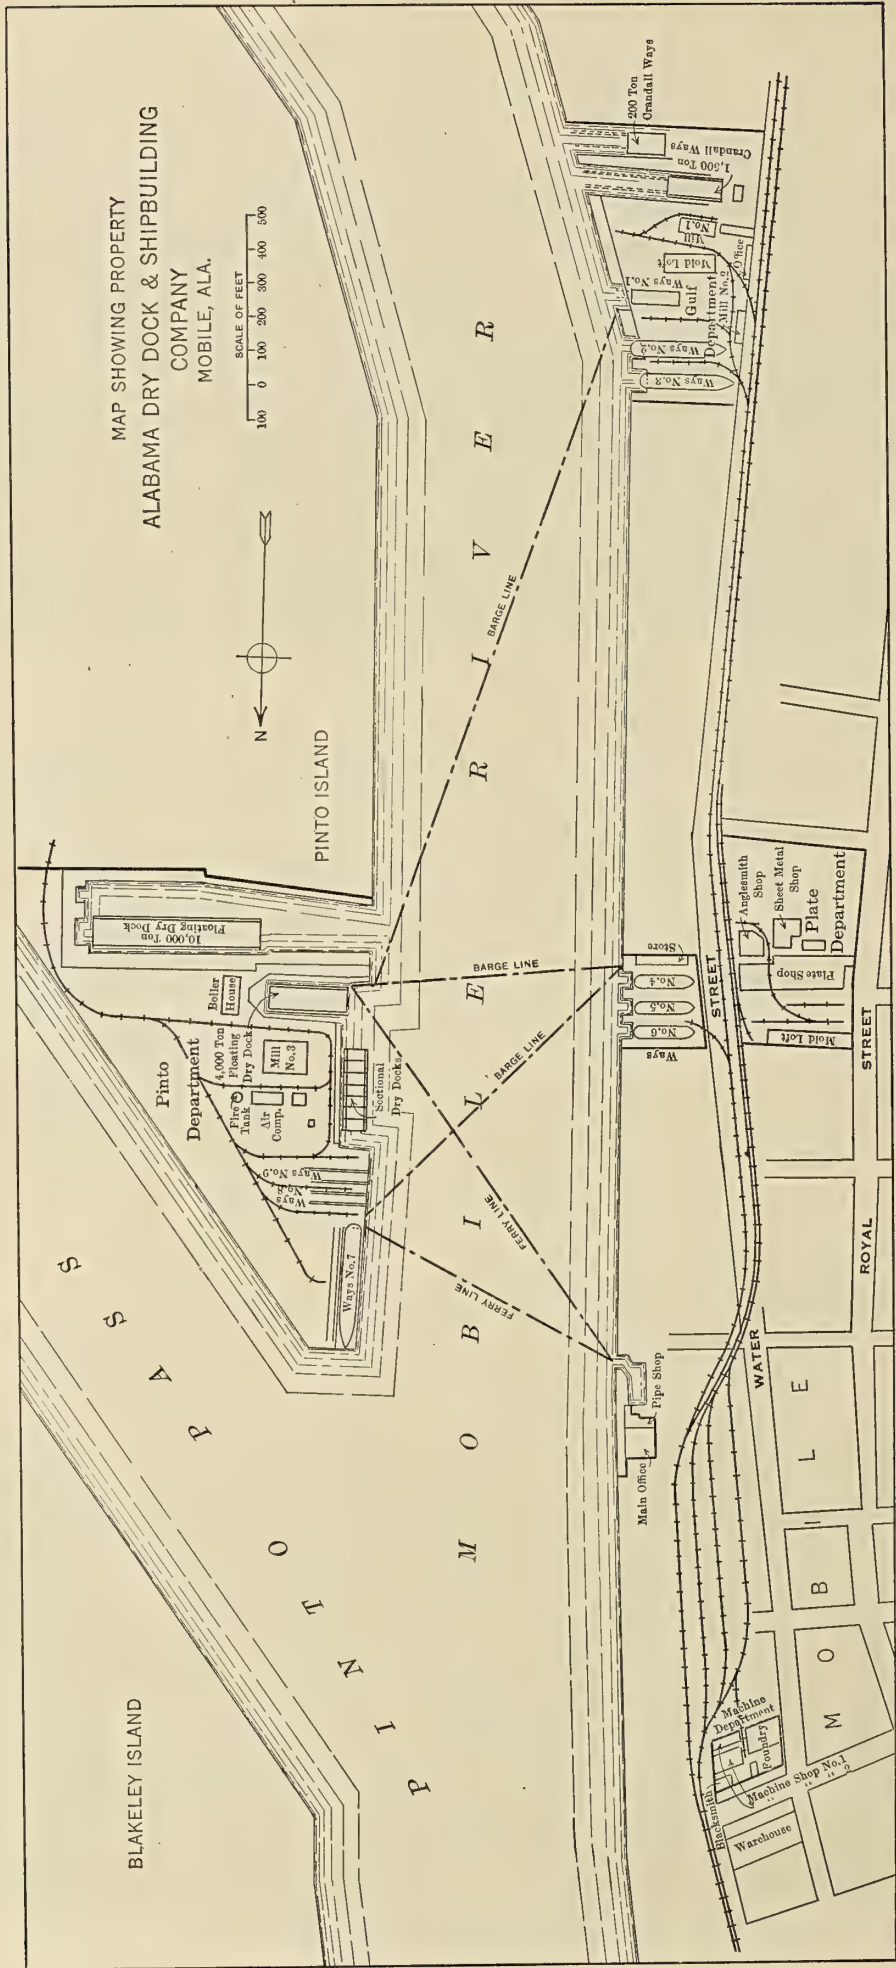 MAP SHOWING PROPERTY
ALABAMA DRY DOCK & SHIPBUILDING
COMPANY
MOBILE, ALA.
SCALE OF FEET
100 0 100 200 300 400 500
N
BLAKELEY ISLAND
PINTO PASS
PINTO ISLAND
10,000 Ton
Floating Dry Dock
Boiler
House
4,000 Ton
Floating
Dry Dock
Pinto
Department
Mill
No.3
Fire
Tank
Air
Comp.
Sectional
Dry Docks
Ways No.9
Ways
No.8
Ways No.7
MOBILE RIVER
BARGE LINE
BARGE LINE
BARGE LINE
FERRY LINE
FERRY LINE
200 Ton
Crandall Ways
1,500 Ton
Crandall Ways
Mill
No.1
Mold Loft
Office
Ways No.1
Gulf
Department
Mill No.2
Ways No.2
Ways No.3
Store
No.4
No.5
No.6
Ways
Main Office
Pipe Shop
WATER STREET
ROYAL STREET
Anglesmith
Shop
Sheet Metal
Shop
Plate
Department
Plate Shop
Mold Loft
MOBILE
Machine
Department
Foundry
Blacksmith
Machine Shop No.1
" " " 2
Warehouse